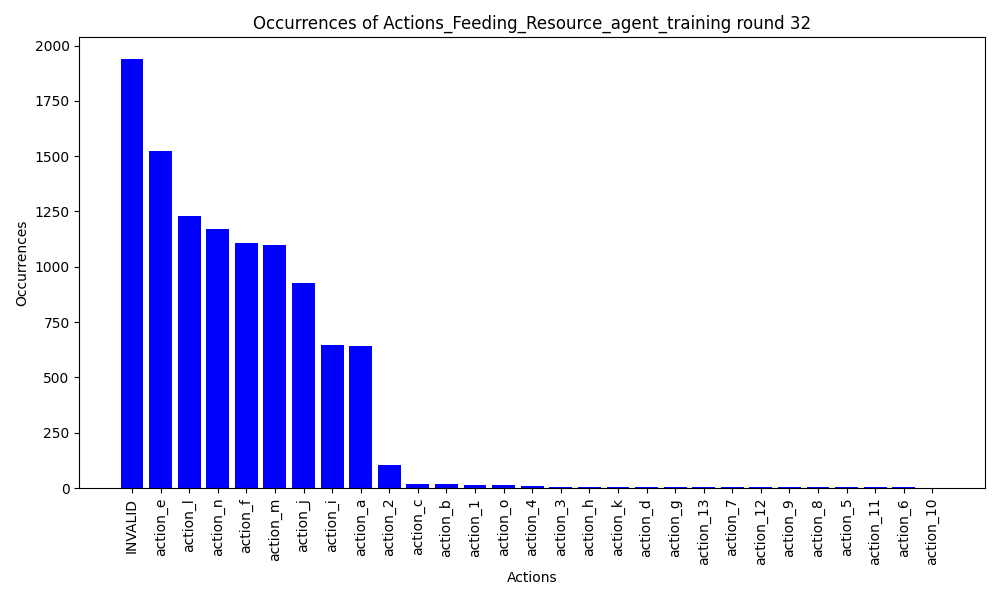 Occurrences of Actions_Feeding_Resource_agent_training round 32
Occurrences
2000
1750
1500
1250
1000
750
500
250
0
INVALID
action_e
action_l
action_n
action_f
action_m
action_j
action_i
action_a
action_2
action_c
action_b
action_1
action_o
action_4
action_3
action_h
action_k
action_d
action_g
action_13
action_7
action_12
action_9
action_8
action_5
action_11
action_6
action_10
Actions